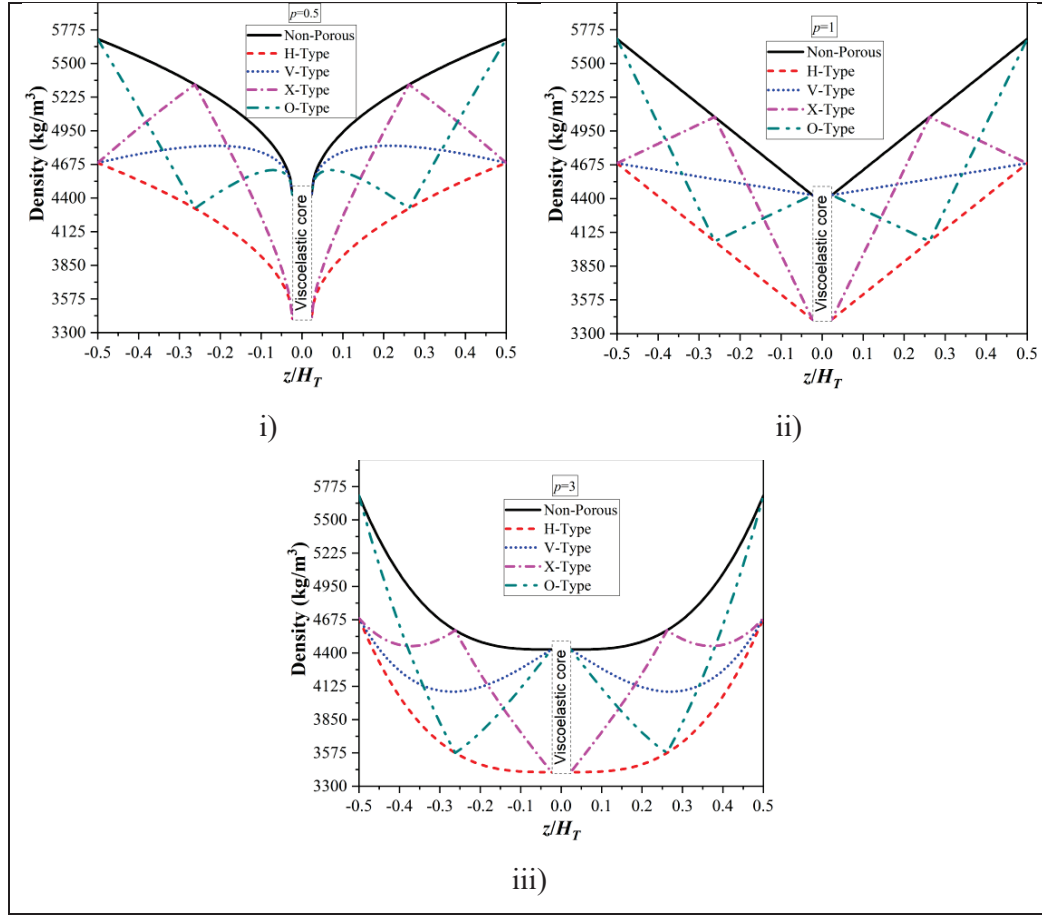 p=0.5
Non-Porous
H-Type
V-Type
X-Type
O-Type
Density (kg/m³)
5775
5500
5225
4950
4675
4400
4125
3850
3575
3300
Viscoelastic core
-0.5 -0.4 -0.3 -0.2 -0.1 0.0 0.1 0.2 0.3 0.4 0.5
z/H_T
i)
p=1
Non-Porous
H-Type
V-Type
X-Type
O-Type
Density (kg/m³)
5775
5500
5225
4950
4675
4400
4125
3850
3575
3300
Viscoelastic core
-0.5 -0.4 -0.3 -0.2 -0.1 0.0 0.1 0.2 0.3 0.4 0.5
z/H_T
ii)
p=3
Non-Porous
H-Type
V-Type
X-Type
O-Type
Density (kg/m³)
5775
5500
5225
4950
4675
4400
4125
3850
3575
3300
Viscoelastic core
-0.5 -0.4 -0.3 -0.2 -0.1 0.0 0.1 0.2 0.3 0.4 0.5
z/H_T
iii)